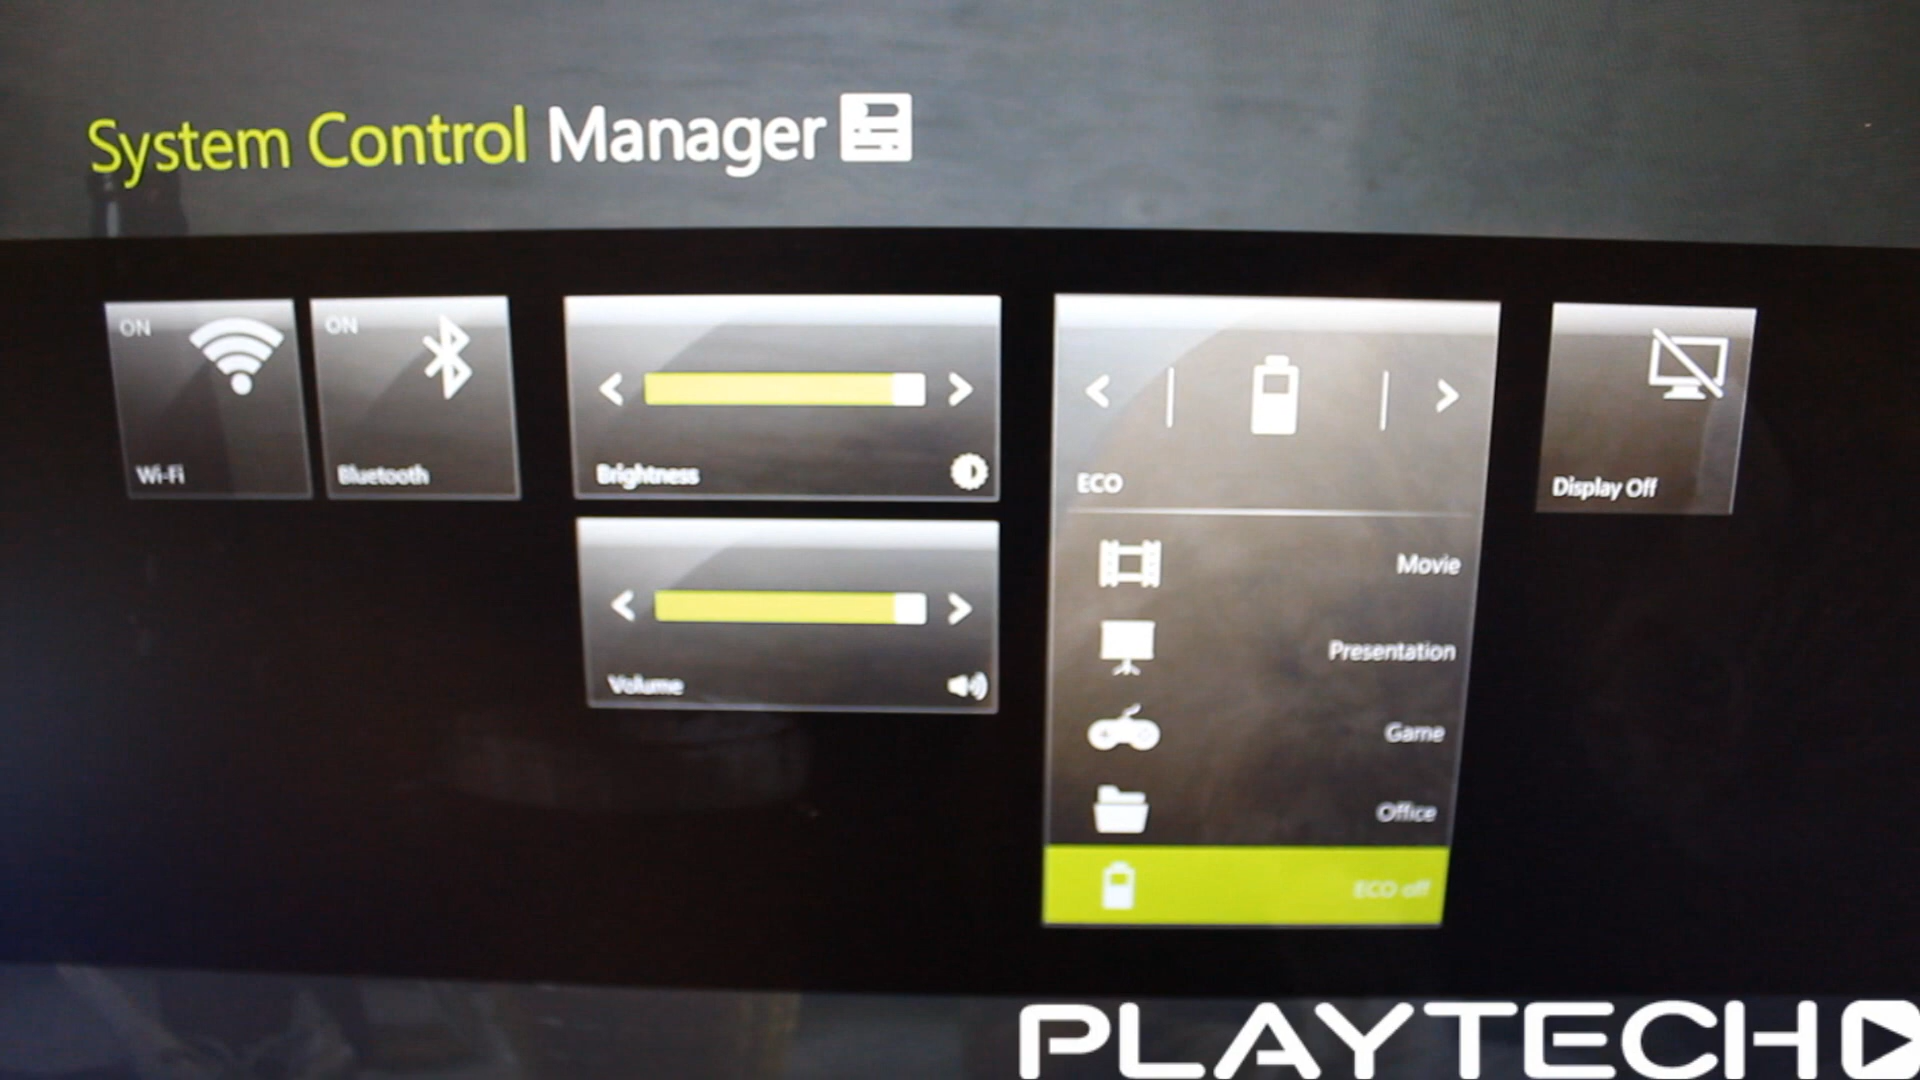 System Control Manager
ON
ON
Wi-Fi
Bluetooth
Brightness
Volume
ECO
Movie
Presentation
Game
Office
ECO off
Display Off
PLAYTECH